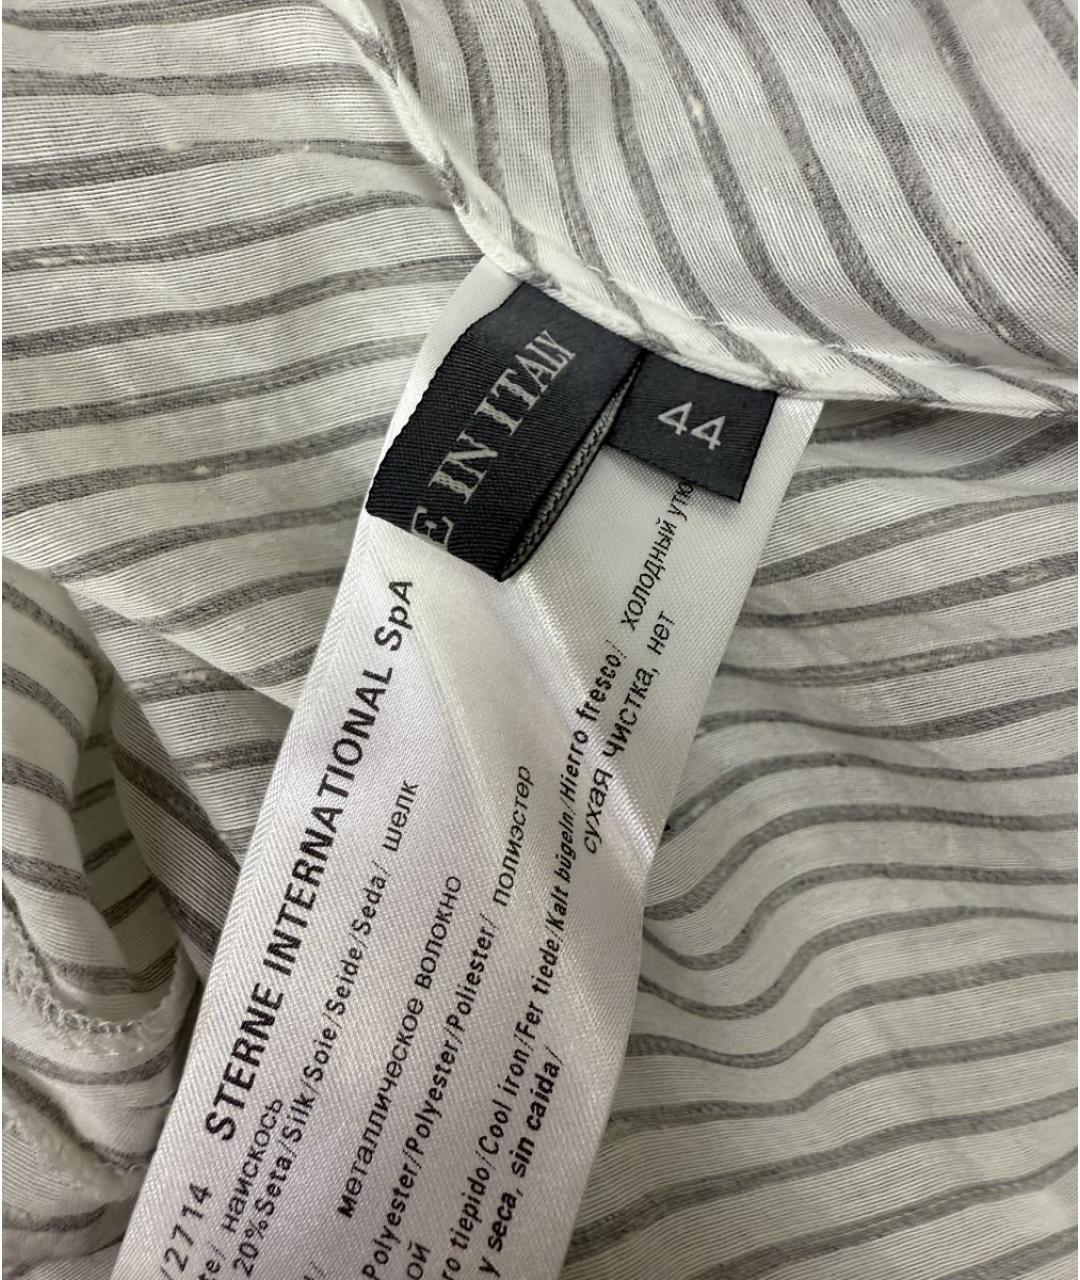 E IN ITALY
44
/2714 STERNE INTERNATIONAL SpA
te/ наискось
20%Seta/Silk/Soie/Seide/Seda/ шелк
металлическое волокно
Polyester/Polyester/Poliester/ полиэстер
ой
ro tiepido/Cool iron/Fer tiede/Kalt bügeln/Hierro fresco/ холодный утю
y seca, sin caida/ сухая чистка, нет